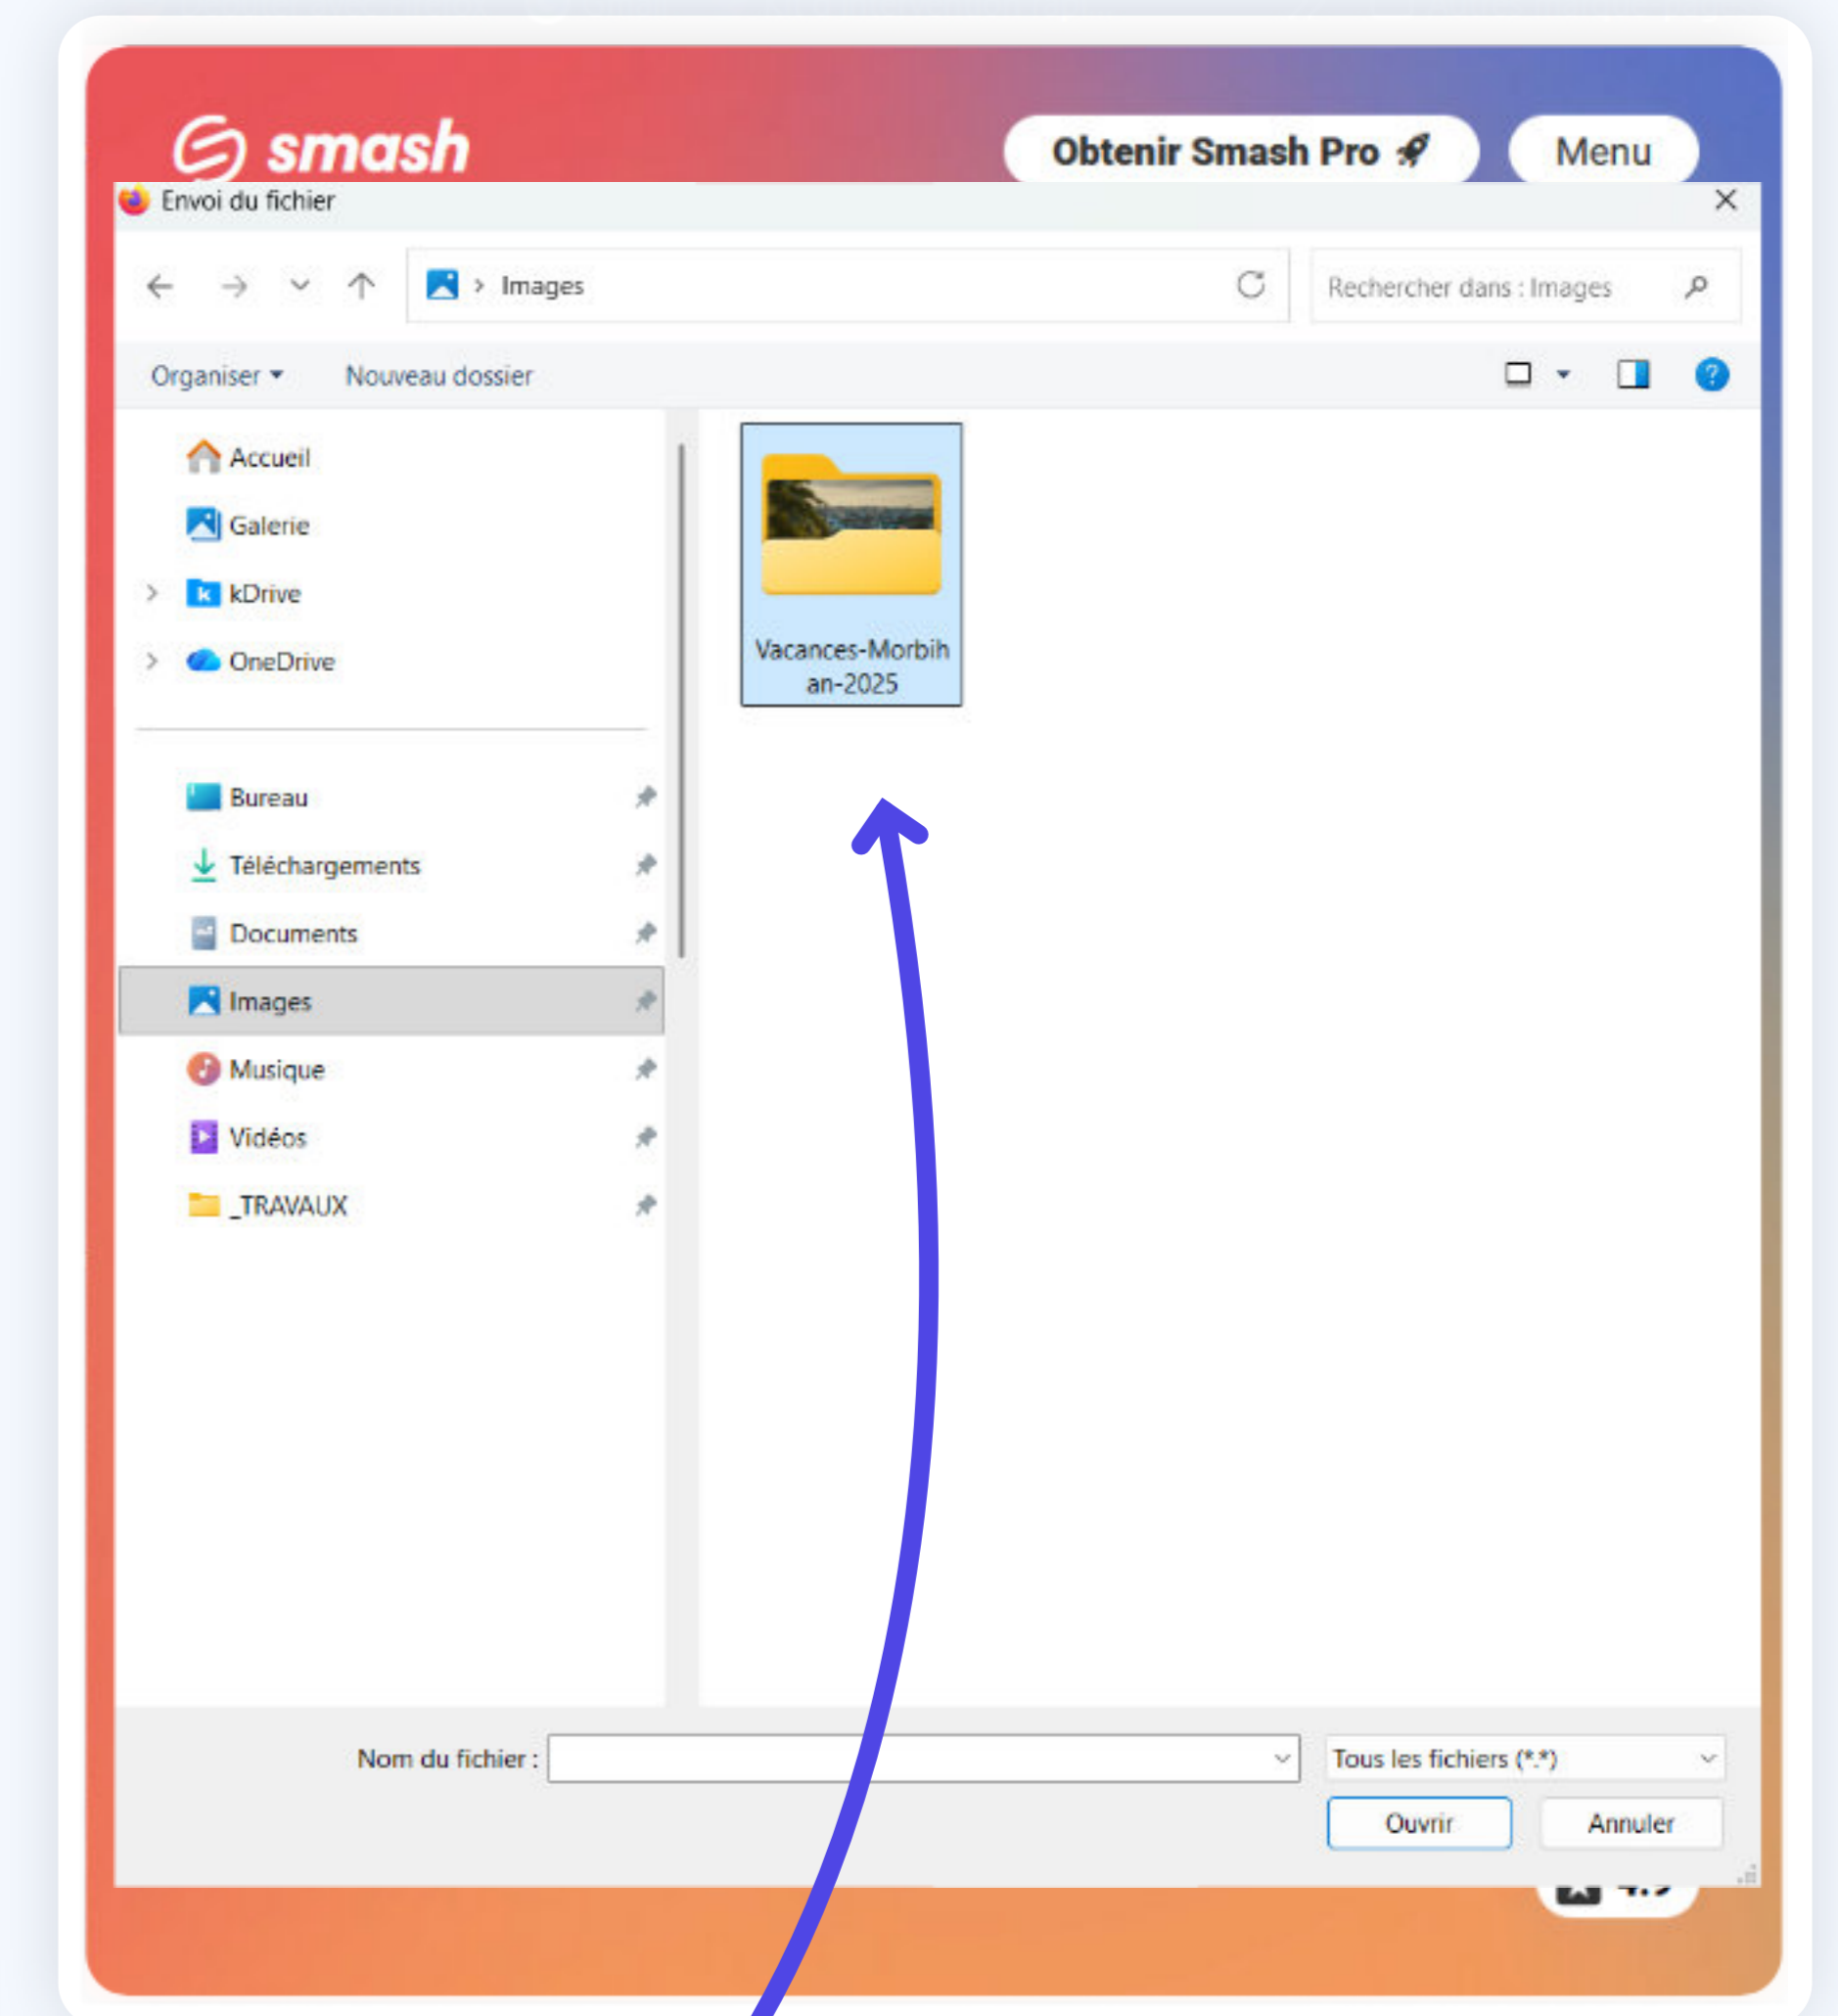 smash
Obtenir Smash Pro 🚀
Menu
Envoi du fichier
Images
Rechercher dans : Images
Organiser
Nouveau dossier
Accueil
Galerie
kDrive
OneDrive
Bureau
Téléchargements
Documents
Images
Musique
Vidéos
_TRAVAUX
Vacances-Morbih
an-2025
Nom du fichier :
Tous les fichiers (*.*)
Ouvrir
Annuler